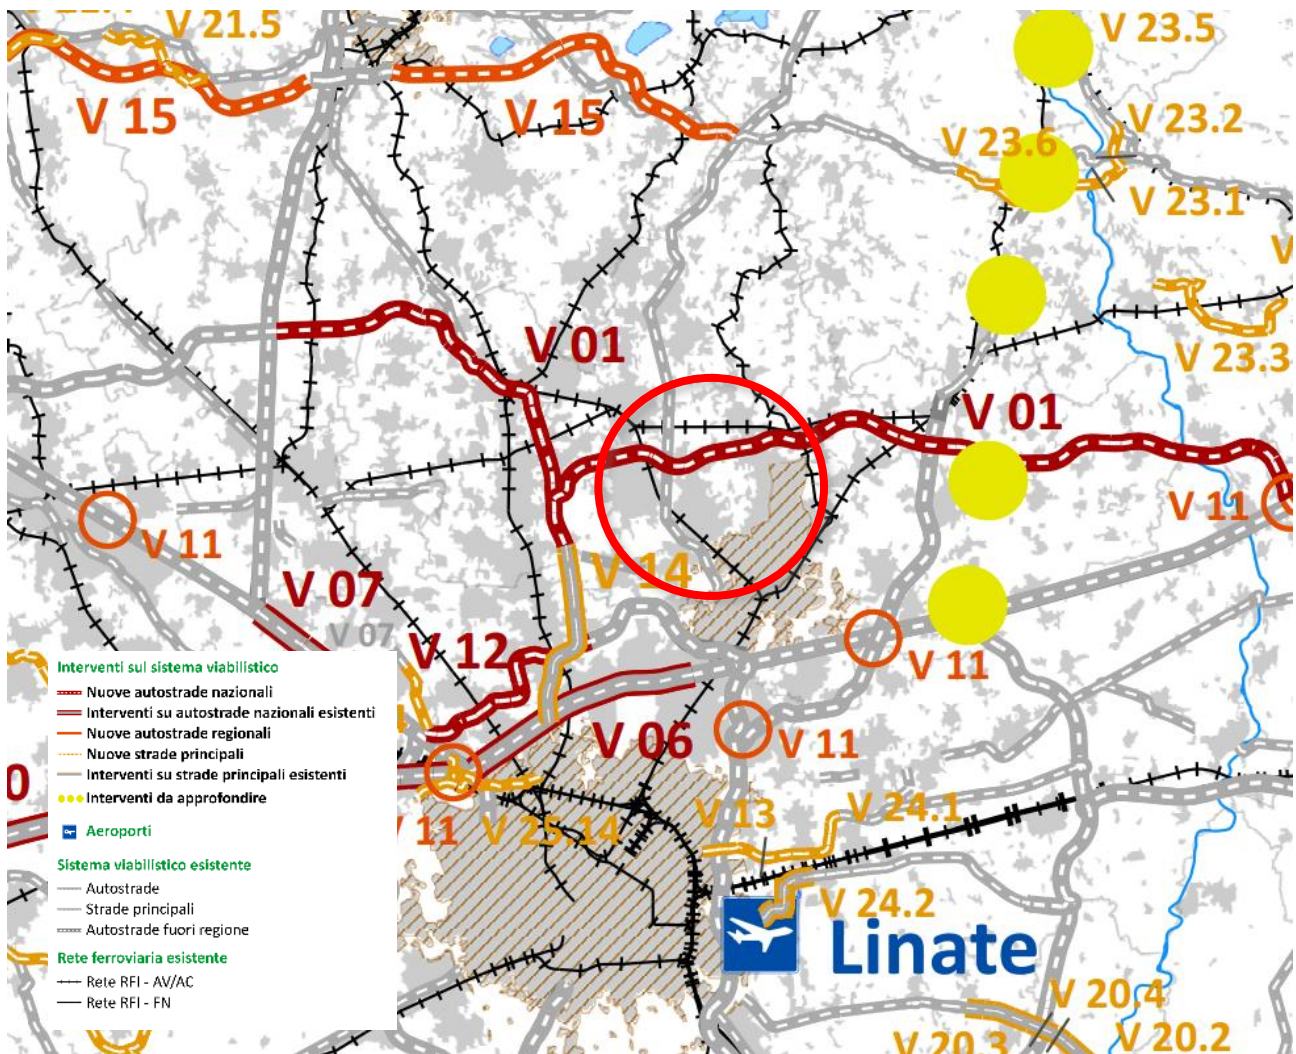 V 21.5
V 23.5
V 15
V 15
V 23.2
V 23.6
V 23.1
V 01
V 23.3
V 01
V 11
V 11
V 14
V 07
V 07
V 12
V 11
V 06
V 11
Interventi sul sistema viabilistico
Nuove autostrade nazionali
Interventi su autostrade nazionali esistenti
Nuove autostrade regionali
Nuove strade principali
Interventi su strade principali esistenti
Interventi da approfondire
Aeroporti
Sistema viabilistico esistente
Autostrade
Strade principali
Autostrade fuori regione
Rete ferroviaria esistente
Rete RFI - AV/AC
Rete RFI - FN
V 11
V 25.14
V 13
V 24.1
V 24.2
Linate
V 20.4
V 20.3
V 20.2